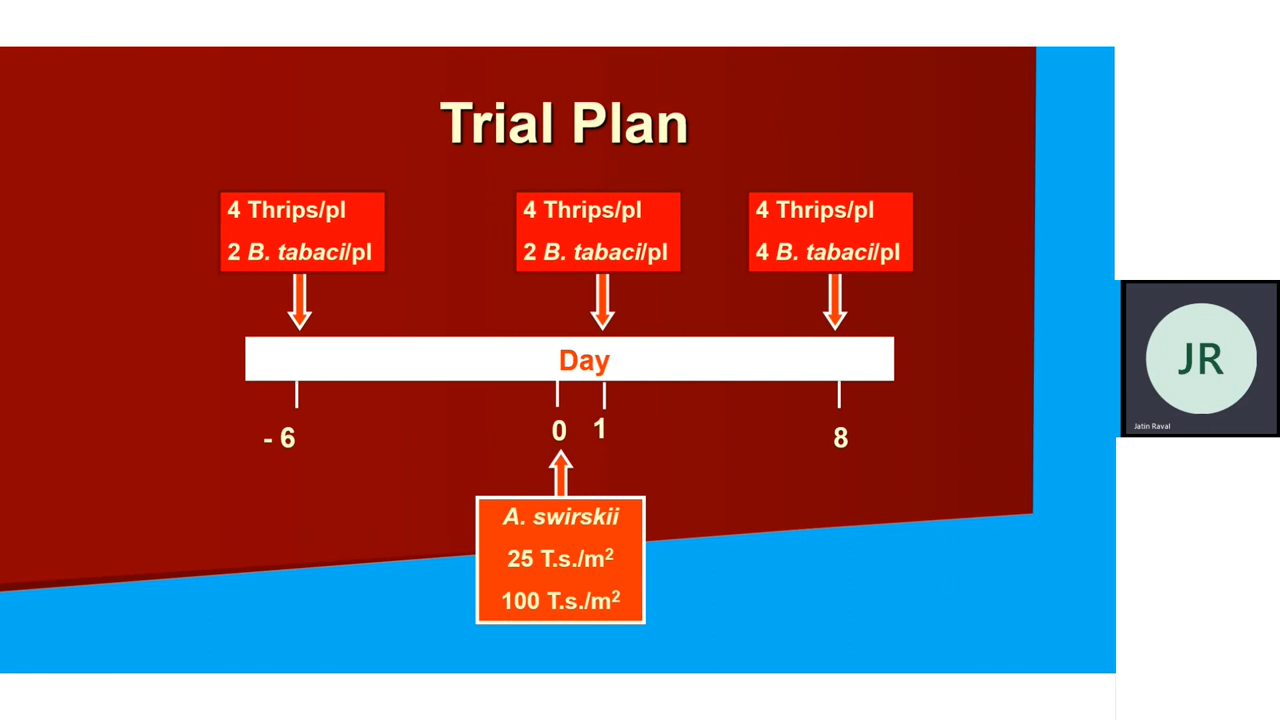 Trial Plan
4 Thrips/pl
2 B. tabaci/pl
4 Thrips/pl
2 B. tabaci/pl
4 Thrips/pl
4 B. tabaci/pl
Day
- 6
0
1
8
A. swirskii
25 T.s./m²
100 T.s./m²
JR
Jatin Raval